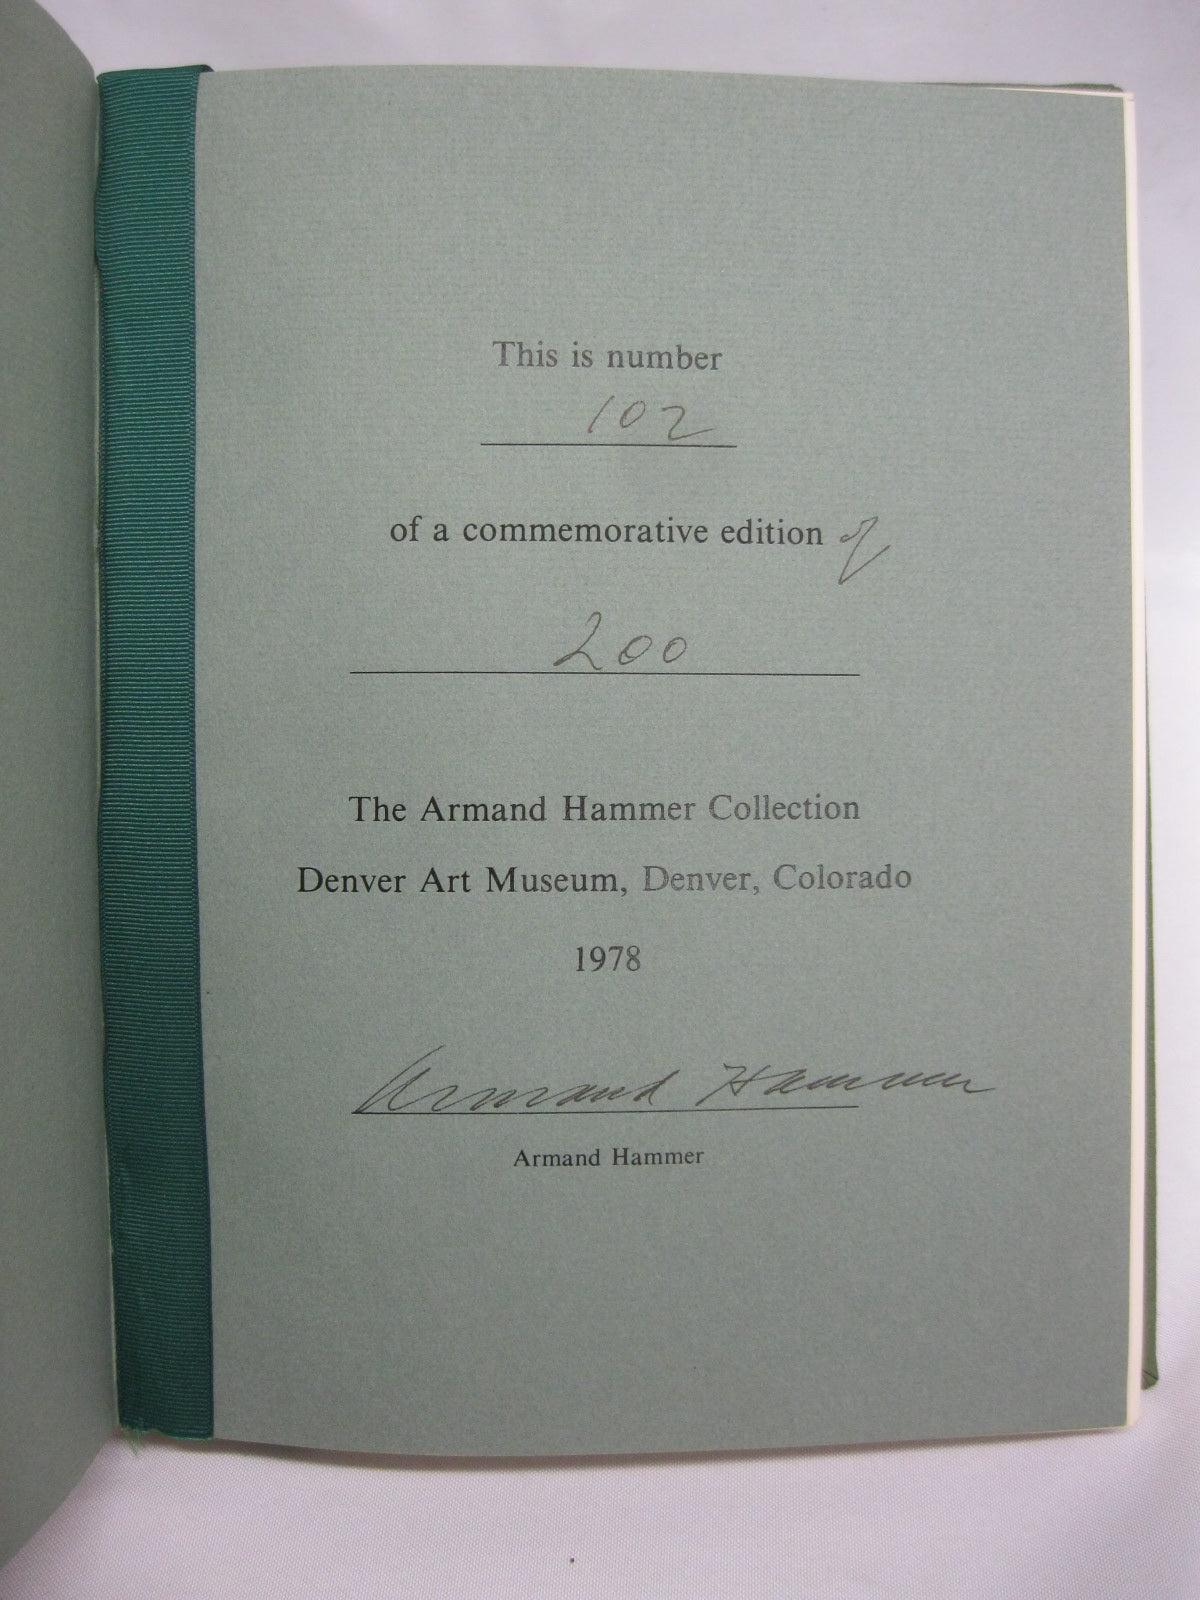 This is number
102
of a commemorative edition of
200
The Armand Hammer Collection
Denver Art Museum, Denver, Colorado
1978
Armand Hammer
Armand Hammer